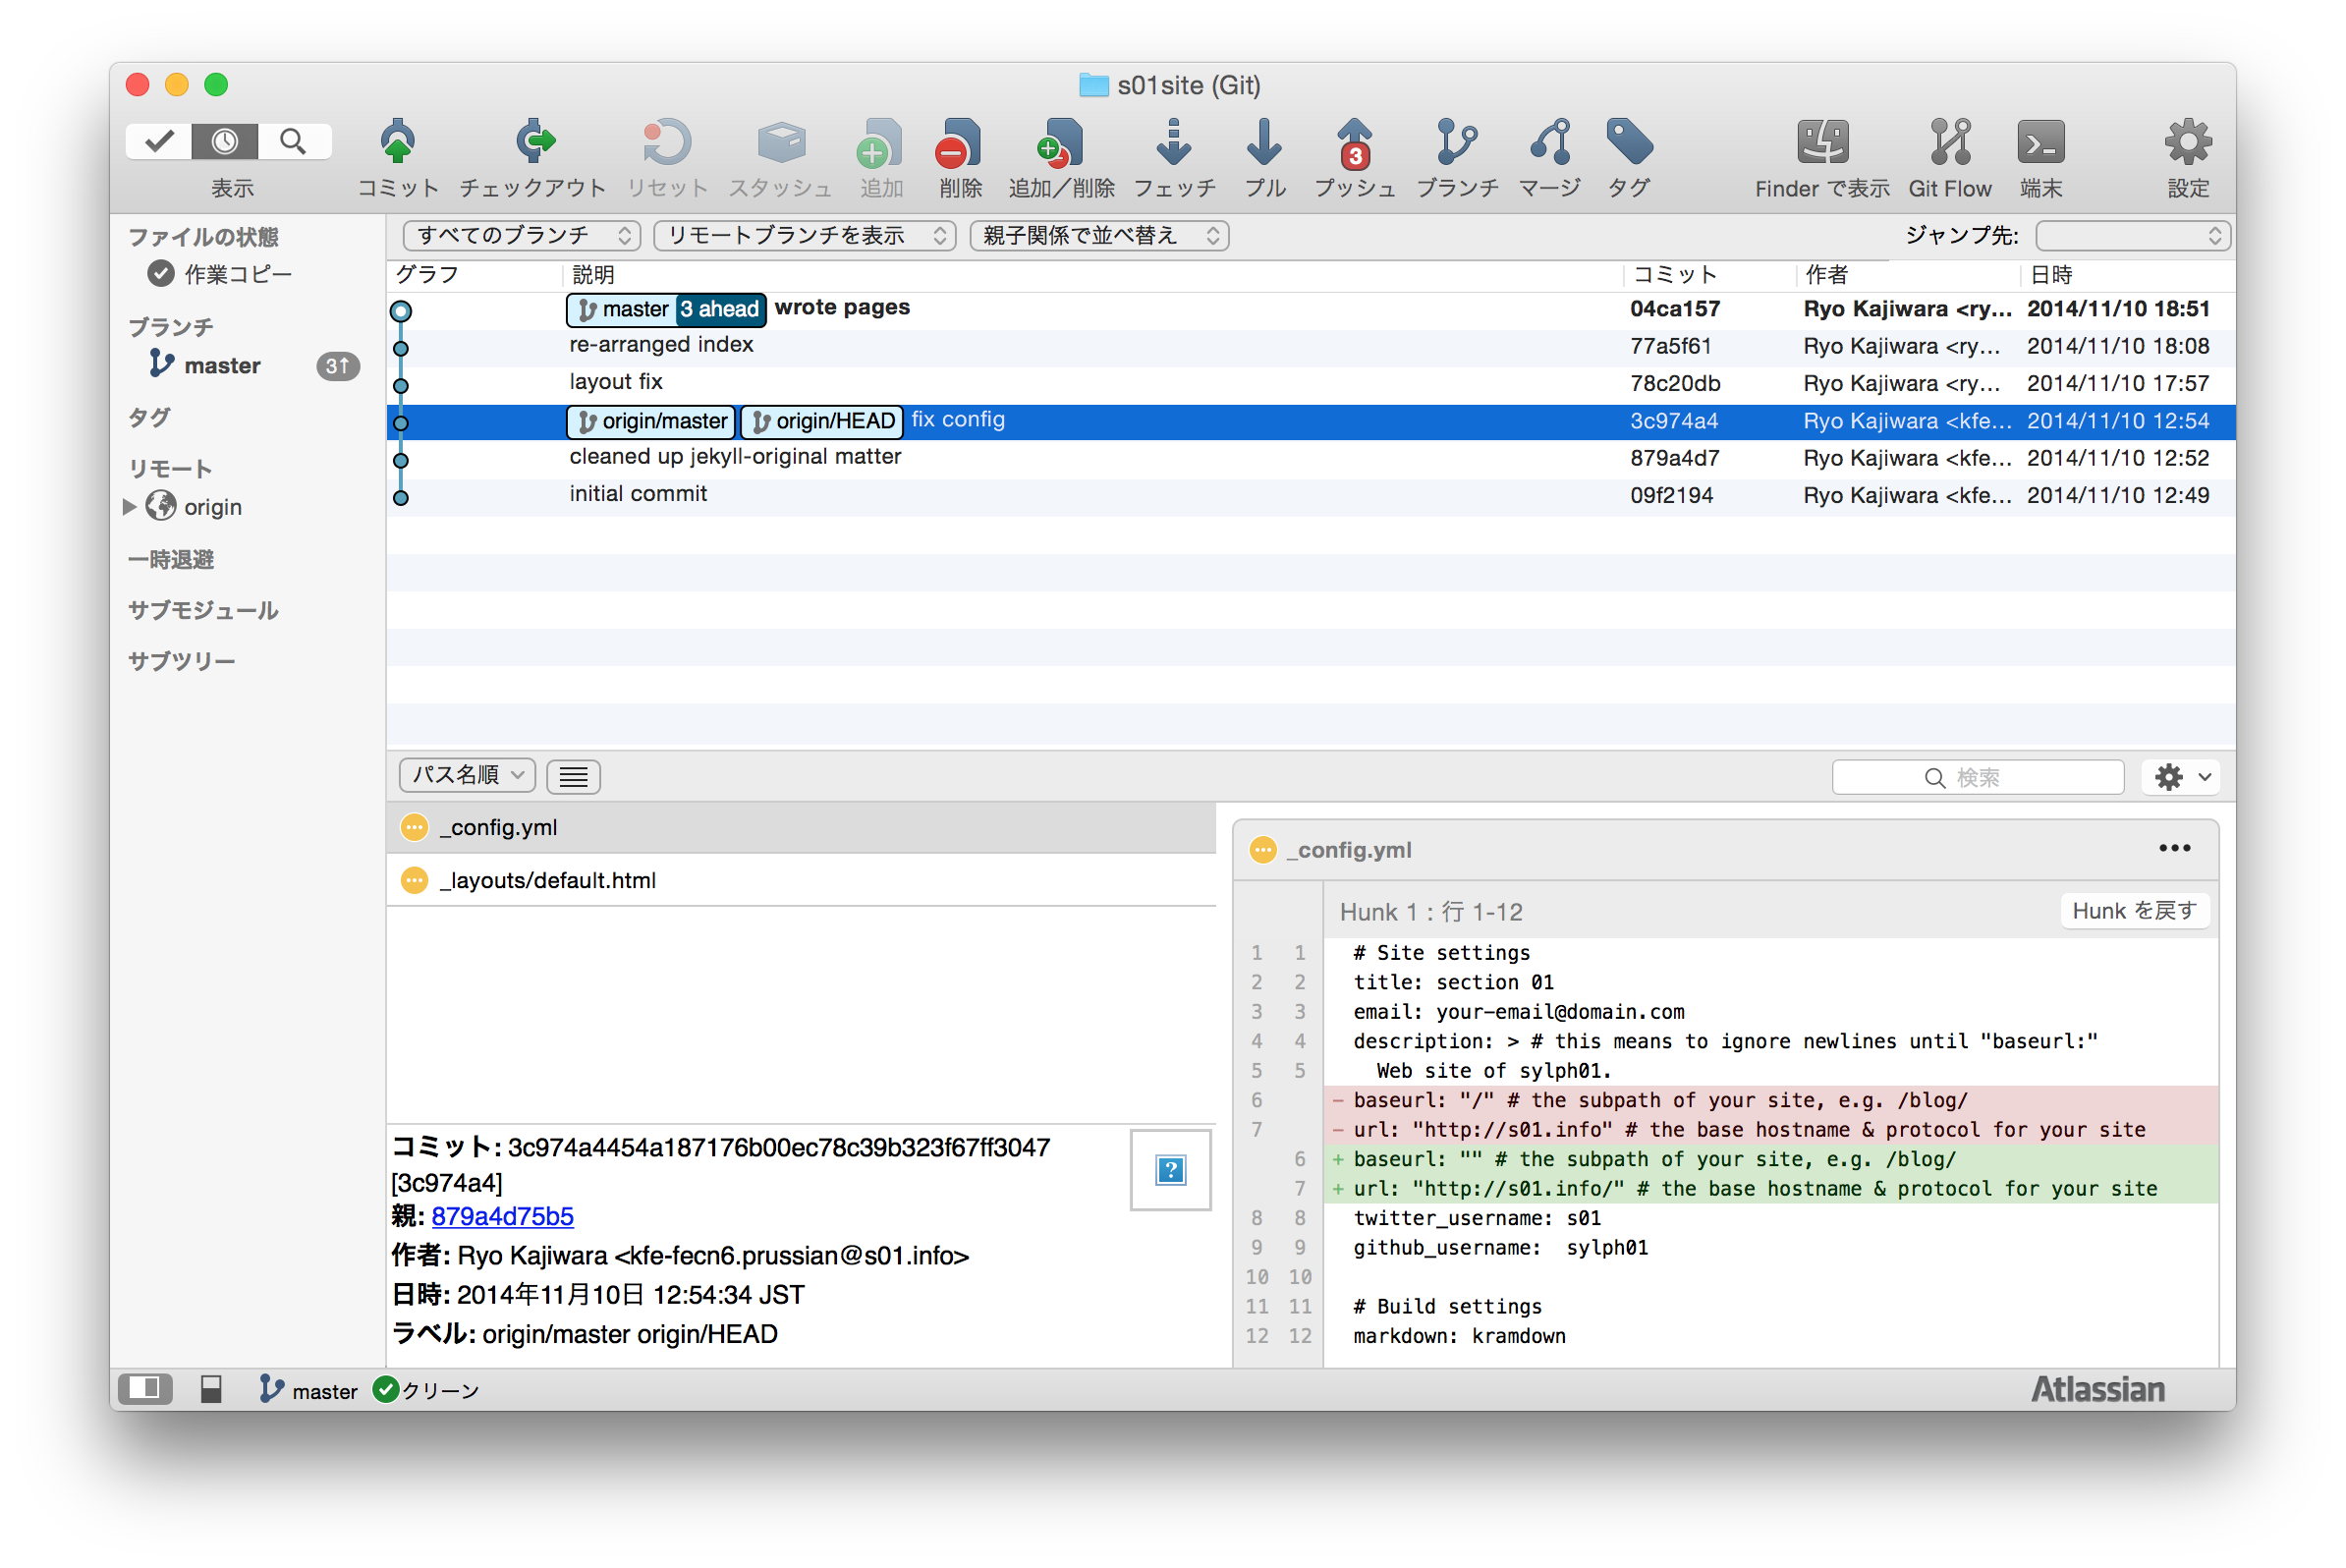 s01site (Git)
表示
コミット
チェックアウト
リセット
スタッシュ
追加
削除
追加／削除
フェッチ
プル
3
プッシュ
ブランチ
マージ
タグ
Finder で表示
Git Flow
端末
設定
ファイルの状態
作業コピー
ブランチ
master 3↑
タグ
リモート
origin
一時退避
サブモジュール
サブツリー
すべてのブランチ リモートブランチを表示 親子関係で並べ替え ジャンプ先:
グラフ 説明 コミット 作者 日時
master 3 ahead wrote pages 04ca157 Ryo Kajiwara <ry... 2014/11/10 18:51
re-arranged index 77a5f61 Ryo Kajiwara <ry... 2014/11/10 18:08
layout fix 78c20db Ryo Kajiwara <ry... 2014/11/10 17:57
origin/master origin/HEAD fix config 3c974a4 Ryo Kajiwara <kfe... 2014/11/10 12:54
cleaned up jekyll-original matter 879a4d7 Ryo Kajiwara <kfe... 2014/11/10 12:52
initial commit 09f2194 Ryo Kajiwara <kfe... 2014/11/10 12:49
パス名順 検索
_config.yml
_layouts/default.html
コミット: 3c974a4454a187176b00ec78c39b323f67ff3047
[3c974a4]
親: 879a4d75b5
作者: Ryo Kajiwara <kfe-fecn6.prussian@s01.info>
日時: 2014年11月10日 12:54:34 JST
ラベル: origin/master origin/HEAD
_config.yml
Hunk 1 : 行 1-12 Hunk を戻す
1 1 # Site settings
2 2 title: section 01
3 3 email: your-email@domain.com
4 4 description: > # this means to ignore newlines until "baseurl:"
5 5 Web site of sylph01.
6 - baseurl: "/" # the subpath of your site, e.g. /blog/
7 - url: "http://s01.info" # the base hostname & protocol for your site
6 + baseurl: "" # the subpath of your site, e.g. /blog/
7 + url: "http://s01.info/" # the base hostname & protocol for your site
8 8 twitter_username: s01
9 9 github_username:  sylph01
10 10
11 11 # Build settings
12 12 markdown: kramdown
master クリーン
Atlassian